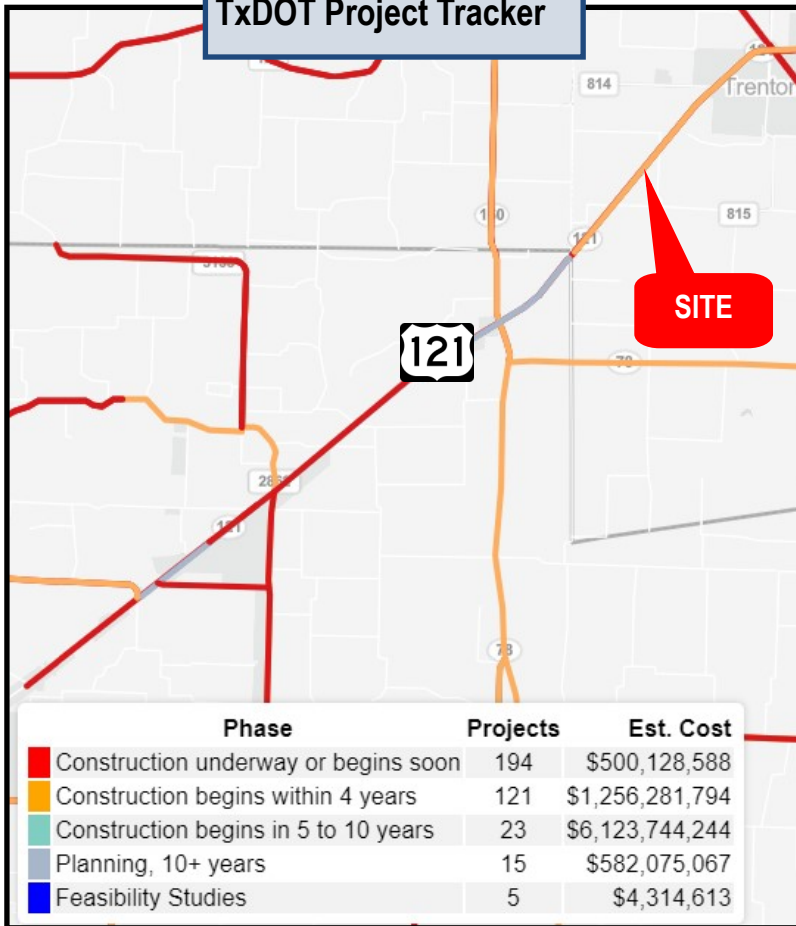 TxDOT Project Tracker
814
Trenton
815
121
SITE
121
78
121
78
Phase Projects Est. Cost
Construction underway or begins soon 194 $500,128,588
Construction begins within 4 years 121 $1,256,281,794
Construction begins in 5 to 10 years 23 $6,123,744,244
Planning, 10+ years 15 $582,075,067
Feasibility Studies 5 $4,314,613